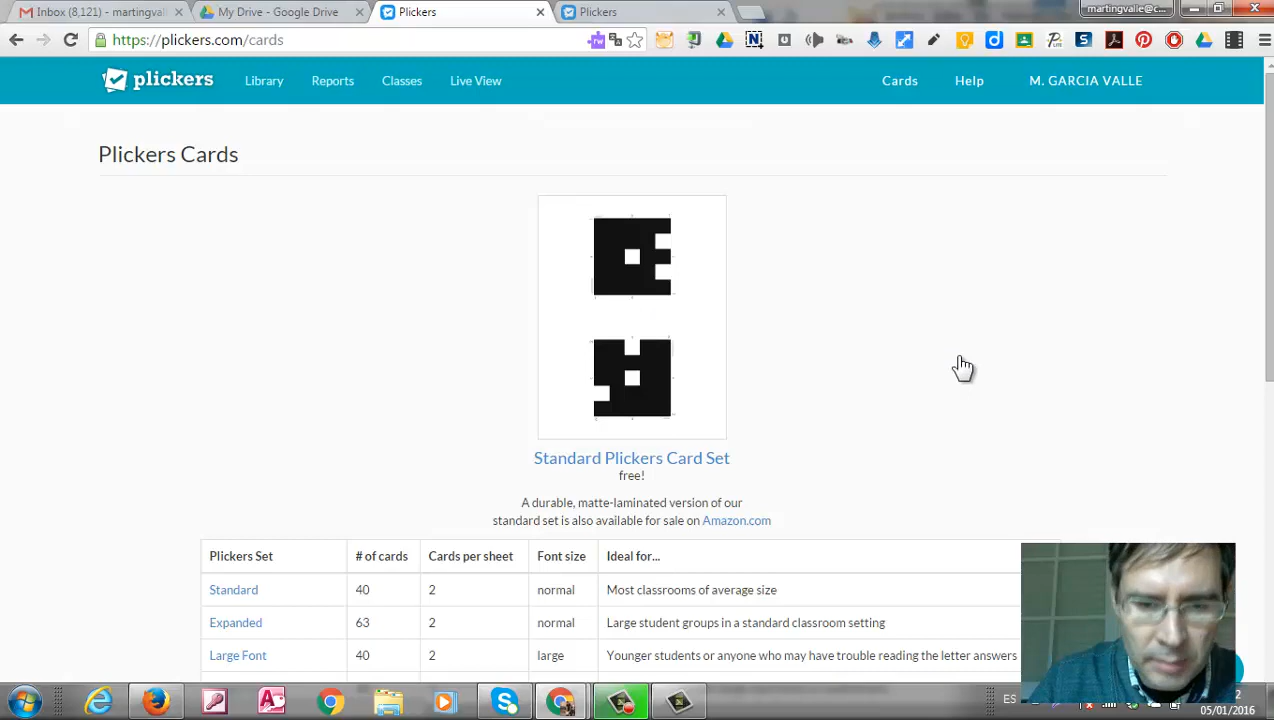 Inbox (8,121) - martingvall
My Drive - Google Drive
Plickers
Plickers
martingvalle@c...
https://plickers.com/cards
plickers
Library
Reports
Classes
Live View
Cards
Help
M. GARCIA VALLE
Plickers Cards
Standard Plickers Card Set
free!
A durable, matte-laminated version of our
standard set is also available for sale on Amazon.com
Plickers Set # of cards Cards per sheet Font size Ideal for...
Standard 40 2 normal Most classrooms of average size
Expanded 63 2 normal Large student groups in a standard classroom setting
Large Font 40 2 large Younger students or anyone who may have trouble reading the letter answers
ES
05/01/2016